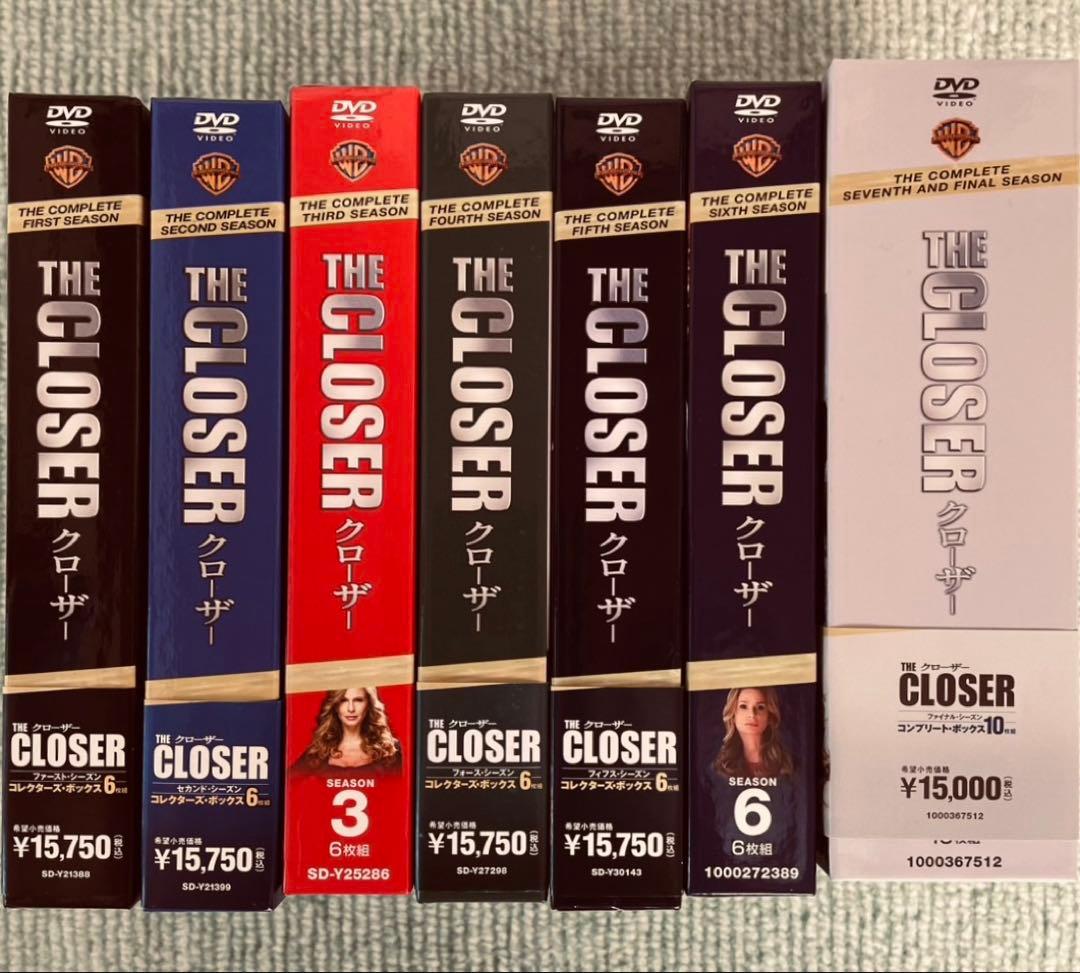 DVD
VIDEO
WB
THE COMPLETE
FIRST SEASON
THE CLOSER クローザー
THE クローザー
CLOSER
ファースト・シーズン
コレクターズ・ボックス 6枚組
希望小売価格
¥15,750(税込)
SD-Y21388
DVD
VIDEO
WB
THE COMPLETE
SECOND SEASON
THE CLOSER クローザー
THE クローザー
CLOSER
セカンド・シーズン
コレクターズ・ボックス 6枚組
希望小売価格
¥15,750(税込)
SD-Y21399
DVD
VIDEO
WB
THE COMPLETE
THIRD SEASON
THE CLOSER クローザー
SEASON
3
6枚組
SD-Y25286
DVD
VIDEO
WB
THE COMPLETE
FOURTH SEASON
THE CLOSER クローザー
THE クローザー
CLOSER
フォース・シーズン
コレクターズ・ボックス 6枚組
希望小売価格
¥15,750(税込)
SD-Y27298
DVD
VIDEO
WB
THE COMPLETE
FIFTH SEASON
THE CLOSER クローザー
THE クローザー
CLOSER
フィフス・シーズン
コレクターズ・ボックス 6枚組
希望小売価格
¥15,750(税込)
SD-Y30143
DVD
VIDEO
WB
THE COMPLETE
SIXTH SEASON
THE CLOSER クローザー
SEASON
6
6枚組
1000272389
DVD
VIDEO
WB
THE COMPLETE
SEVENTH AND FINAL SEASON
THE CLOSER クローザー
THE クローザー
CLOSER
ファイナル・シーズン
コンプリート・ボックス10枚組
希望小売価格
¥15,000(税込)
1000367512
1000367512